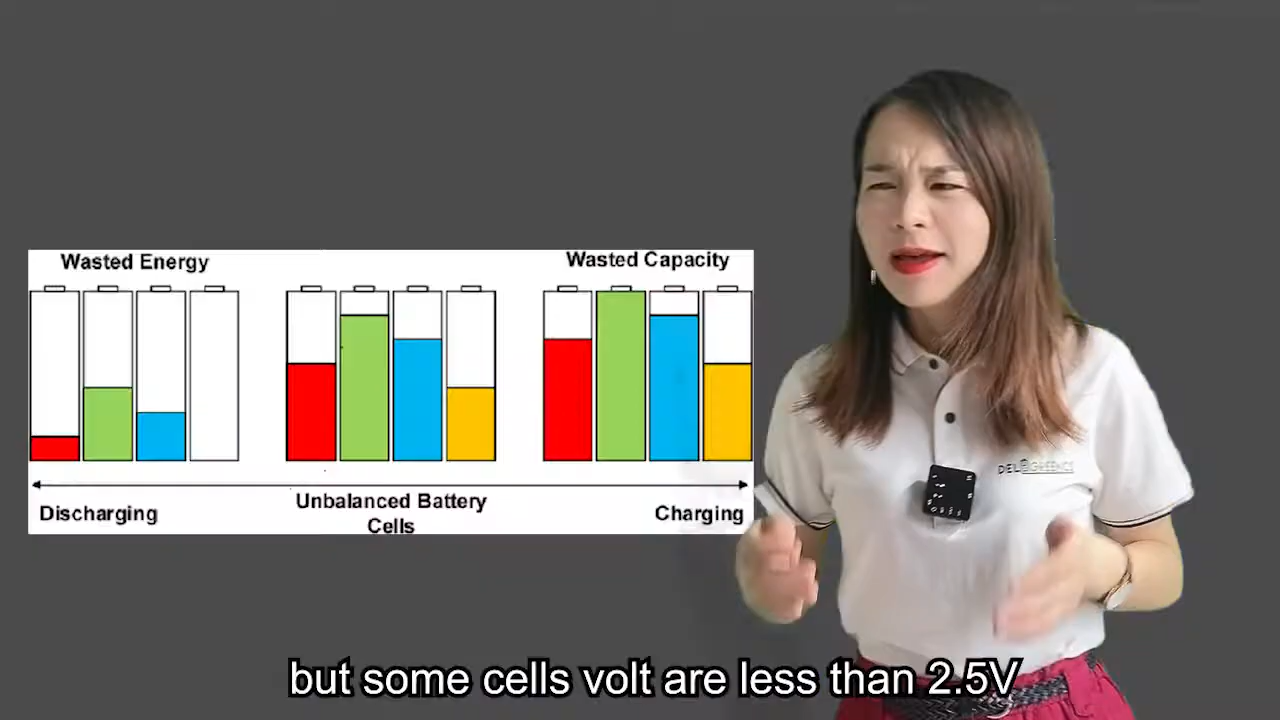 Wasted Energy
Wasted Capacity
Discharging
Unbalanced Battery
Cells
Charging
but some cells volt are less than 2.5V